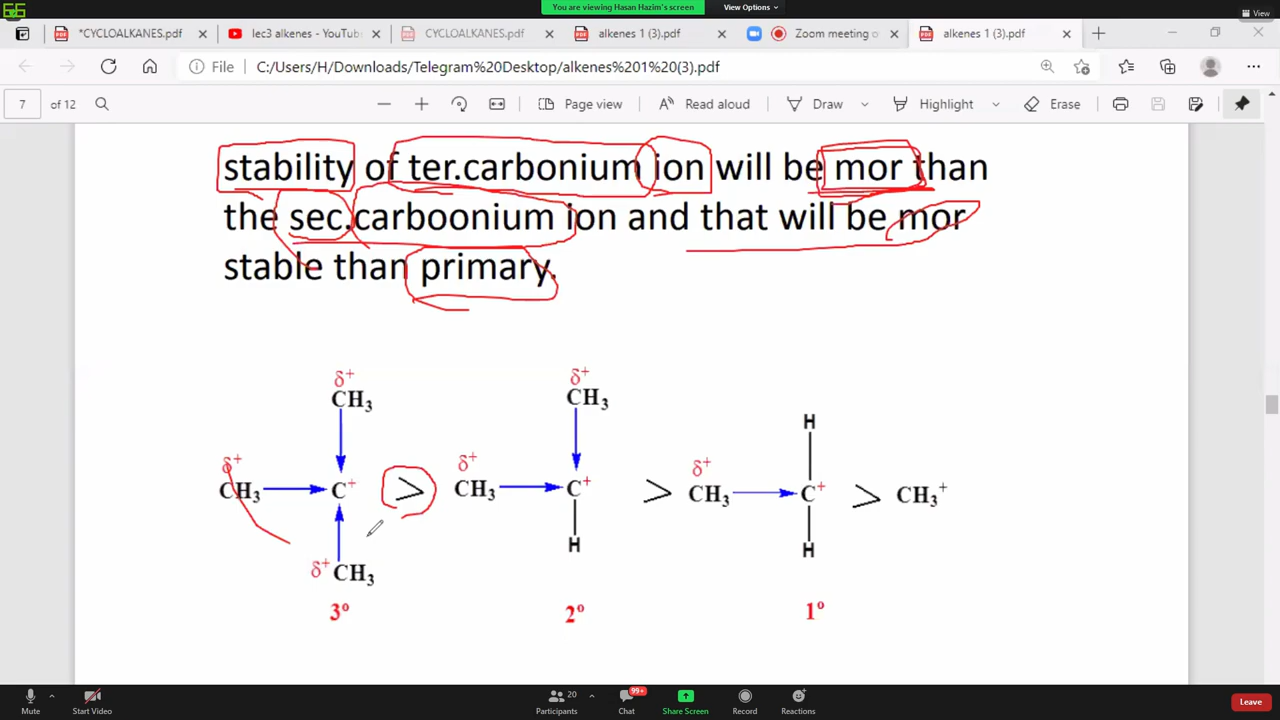 You are viewing Hasan Hazim's screen View Options
View
*CYCLOALKANES.pdf lec3 alkenes - YouTub CYCLOALKANES.pdf alkenes 1 (3).pdf Zoom meeting o alkenes 1 (3).pdf
File C:/Users/H/Downloads/Telegram%20Desktop/alkenes%201%20(3).pdf
7 of 12 Page view Read aloud Draw Highlight Erase
stability of ter.carbonium ion will be mor than
the sec.carboonium ion and that will be mor
stable than primary.
δ+ δ+
CH3 CH3 H
δ+ δ+ δ+
CH3 C+ > CH3 C+ > CH3 C+ > CH3+
H H
δ+ CH3
3º 2º 1º
20 99+
Mute Start Video Participants Chat Share Screen Record Reactions Leave